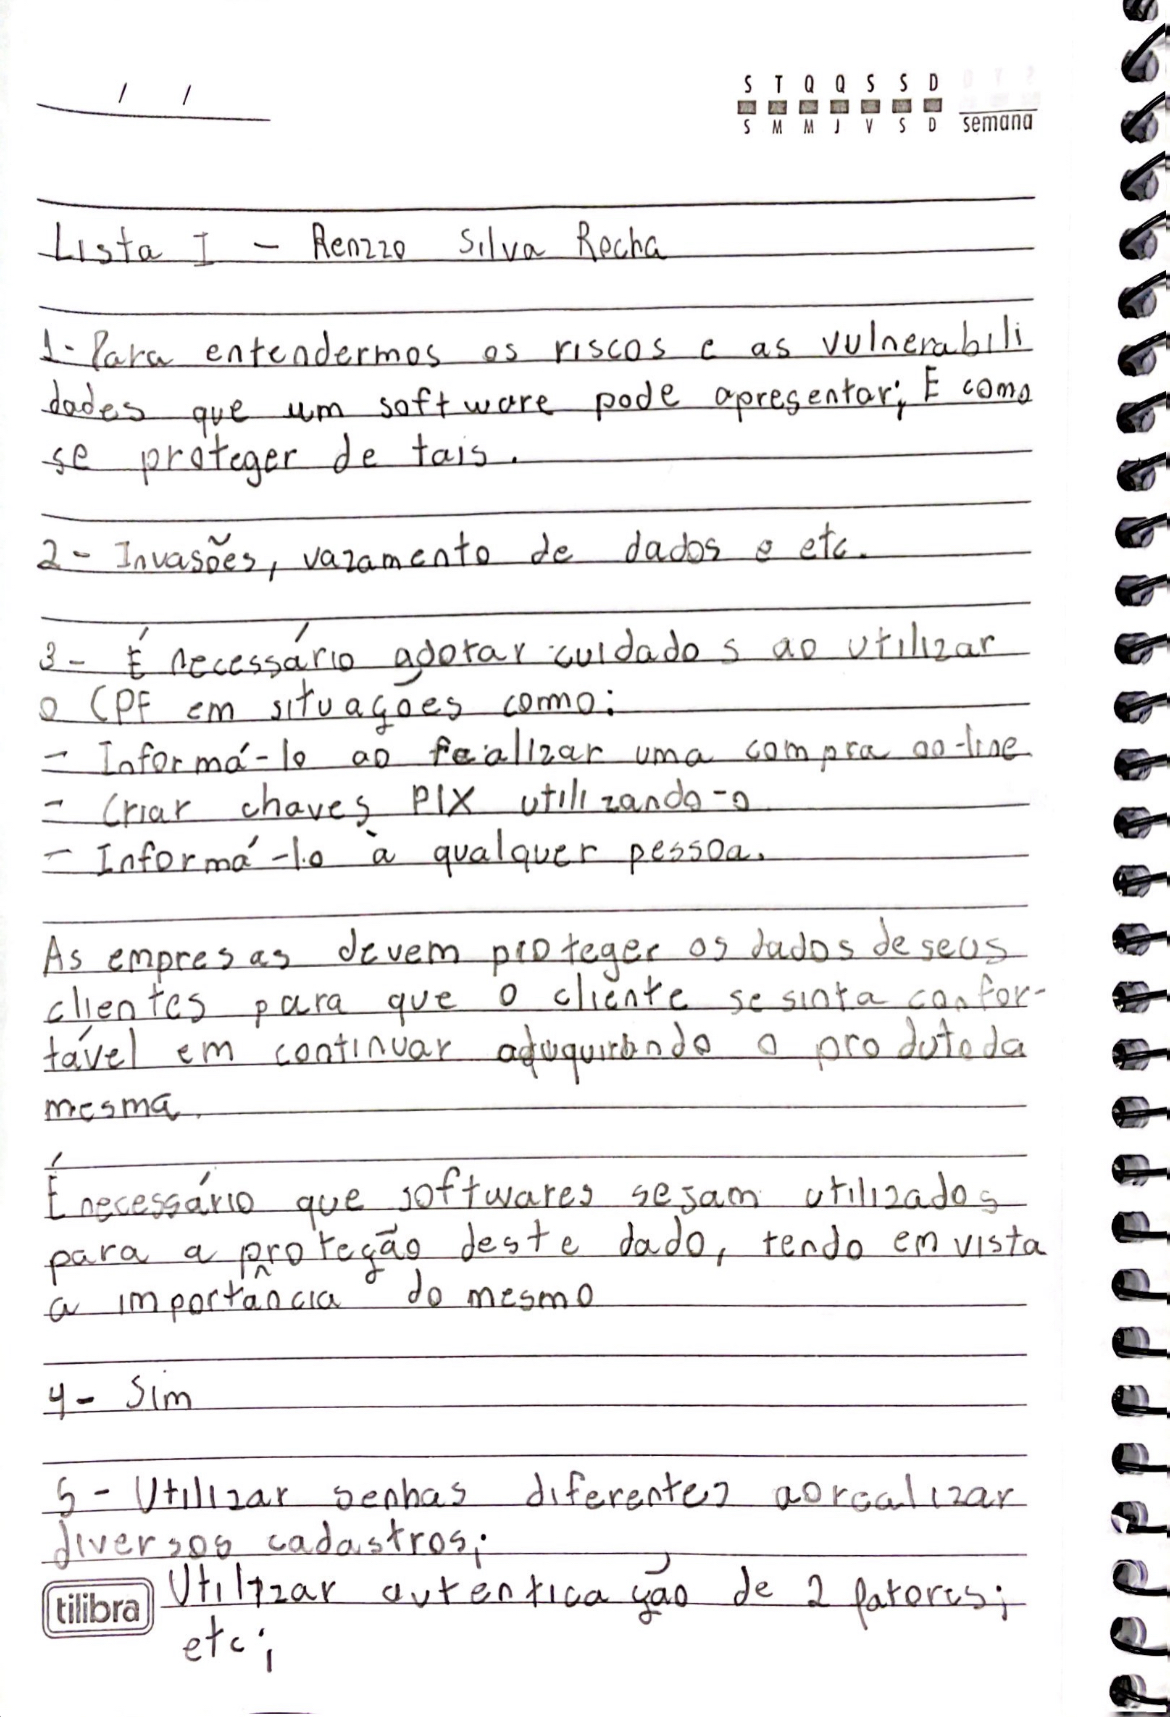 / /
S T Q Q S S D
S M M J V S D semana
Lista I - Renzzo Silva Rocha
1- Para entendermos os riscos e as vulnerabili
dades que um software pode apresentar; E como
se proteger de tais.
2- Invasões, vazamento de dados e etc.
3- É necessário adotar cuidados ao utilizar
o CPF em situações como:
- Informá-lo ao realizar uma compra on-line
- Criar chaves PIX utilizando-o
- Informá-lo à qualquer pessoa.
As empresas devem proteger os dados de seus
clientes para que o cliente se sinta confor-
tável em continuar aduquirindo o produto da
mesma.
É necessário que softwares sejam utilizados
para a proteção deste dado, tendo em vista
a importância do mesmo
4- Sim
5- Utilizar senhas diferentes ao realizar
diversos cadastros;
tilibra Utilizar autenticação de 2 fatores;
etc;